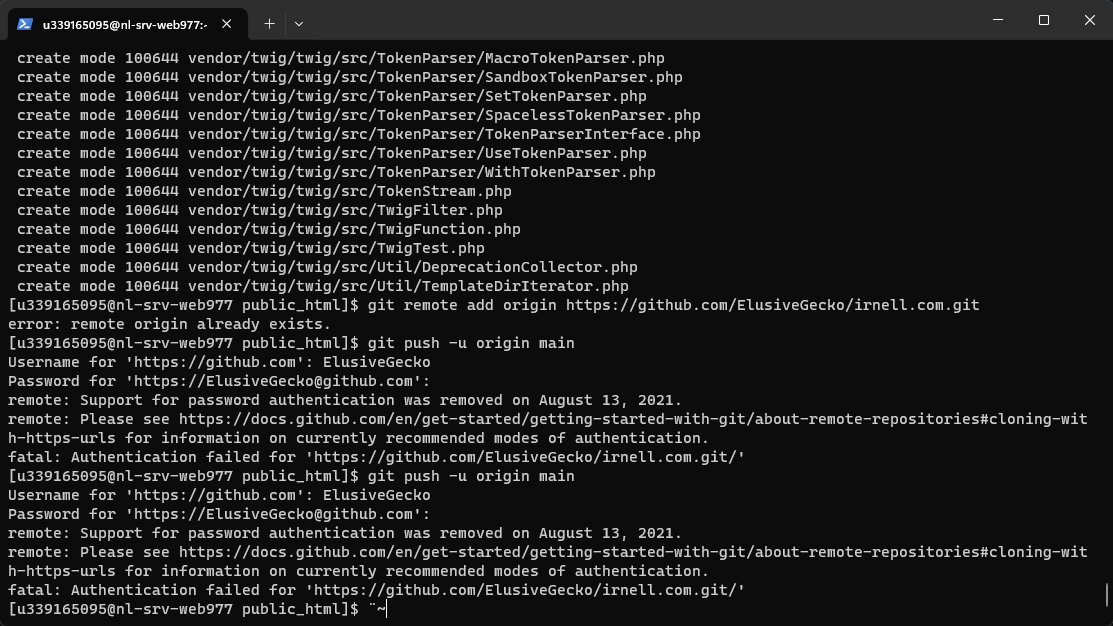 u339165095@nl-srv-web977:~
create mode 100644 vendor/twig/twig/src/TokenParser/MacroTokenParser.php
create mode 100644 vendor/twig/twig/src/TokenParser/SandboxTokenParser.php
create mode 100644 vendor/twig/twig/src/TokenParser/SetTokenParser.php
create mode 100644 vendor/twig/twig/src/TokenParser/SpacelessTokenParser.php
create mode 100644 vendor/twig/twig/src/TokenParser/TokenParserInterface.php
create mode 100644 vendor/twig/twig/src/TokenParser/UseTokenParser.php
create mode 100644 vendor/twig/twig/src/TokenParser/WithTokenParser.php
create mode 100644 vendor/twig/twig/src/TokenStream.php
create mode 100644 vendor/twig/twig/src/TwigFilter.php
create mode 100644 vendor/twig/twig/src/TwigFunction.php
create mode 100644 vendor/twig/twig/src/TwigTest.php
create mode 100644 vendor/twig/twig/src/Util/DeprecationCollector.php
create mode 100644 vendor/twig/twig/src/Util/TemplateDirIterator.php
[u339165095@nl-srv-web977 public_html]$ git remote add origin https://github.com/ElusiveGecko/irnell.com.git
error: remote origin already exists.
[u339165095@nl-srv-web977 public_html]$ git push -u origin main
Username for 'https://github.com': ElusiveGecko
Password for 'https://ElusiveGecko@github.com':
remote: Support for password authentication was removed on August 13, 2021.
remote: Please see https://docs.github.com/en/get-started/getting-started-with-git/about-remote-repositories#cloning-wit
h-https-urls for information on currently recommended modes of authentication.
fatal: Authentication failed for 'https://github.com/ElusiveGecko/irnell.com.git/'
[u339165095@nl-srv-web977 public_html]$ git push -u origin main
Username for 'https://github.com': ElusiveGecko
Password for 'https://ElusiveGecko@github.com':
remote: Support for password authentication was removed on August 13, 2021.
remote: Please see https://docs.github.com/en/get-started/getting-started-with-git/about-remote-repositories#cloning-wit
h-https-urls for information on currently recommended modes of authentication.
fatal: Authentication failed for 'https://github.com/ElusiveGecko/irnell.com.git/'
[u339165095@nl-srv-web977 public_html]$ ¨~